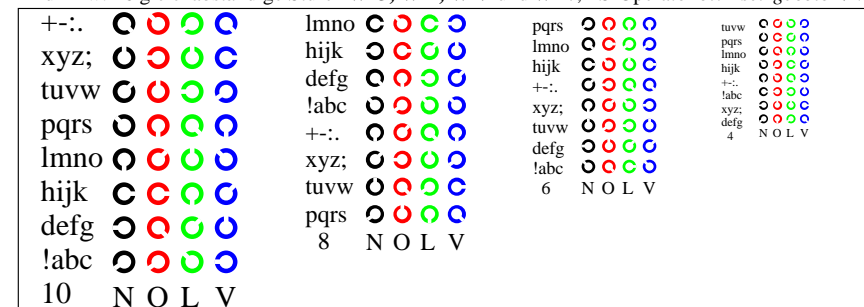 +-:.
xyz;
tuvw
pqrs
lmno
hijk
defg
!abc
10 N O L V
lmno
hijk
defg
!abc
+-:.
xyz;
tuvw
pqrs
8 N O L V
pqrs
lmno
hijk
+-:.
xyz;
tuvw
defg
!abc
6 N O L V
tuvw
pqrs
lmno
hijk
+-:.
!abc
xyz;
defg
4 N O L V